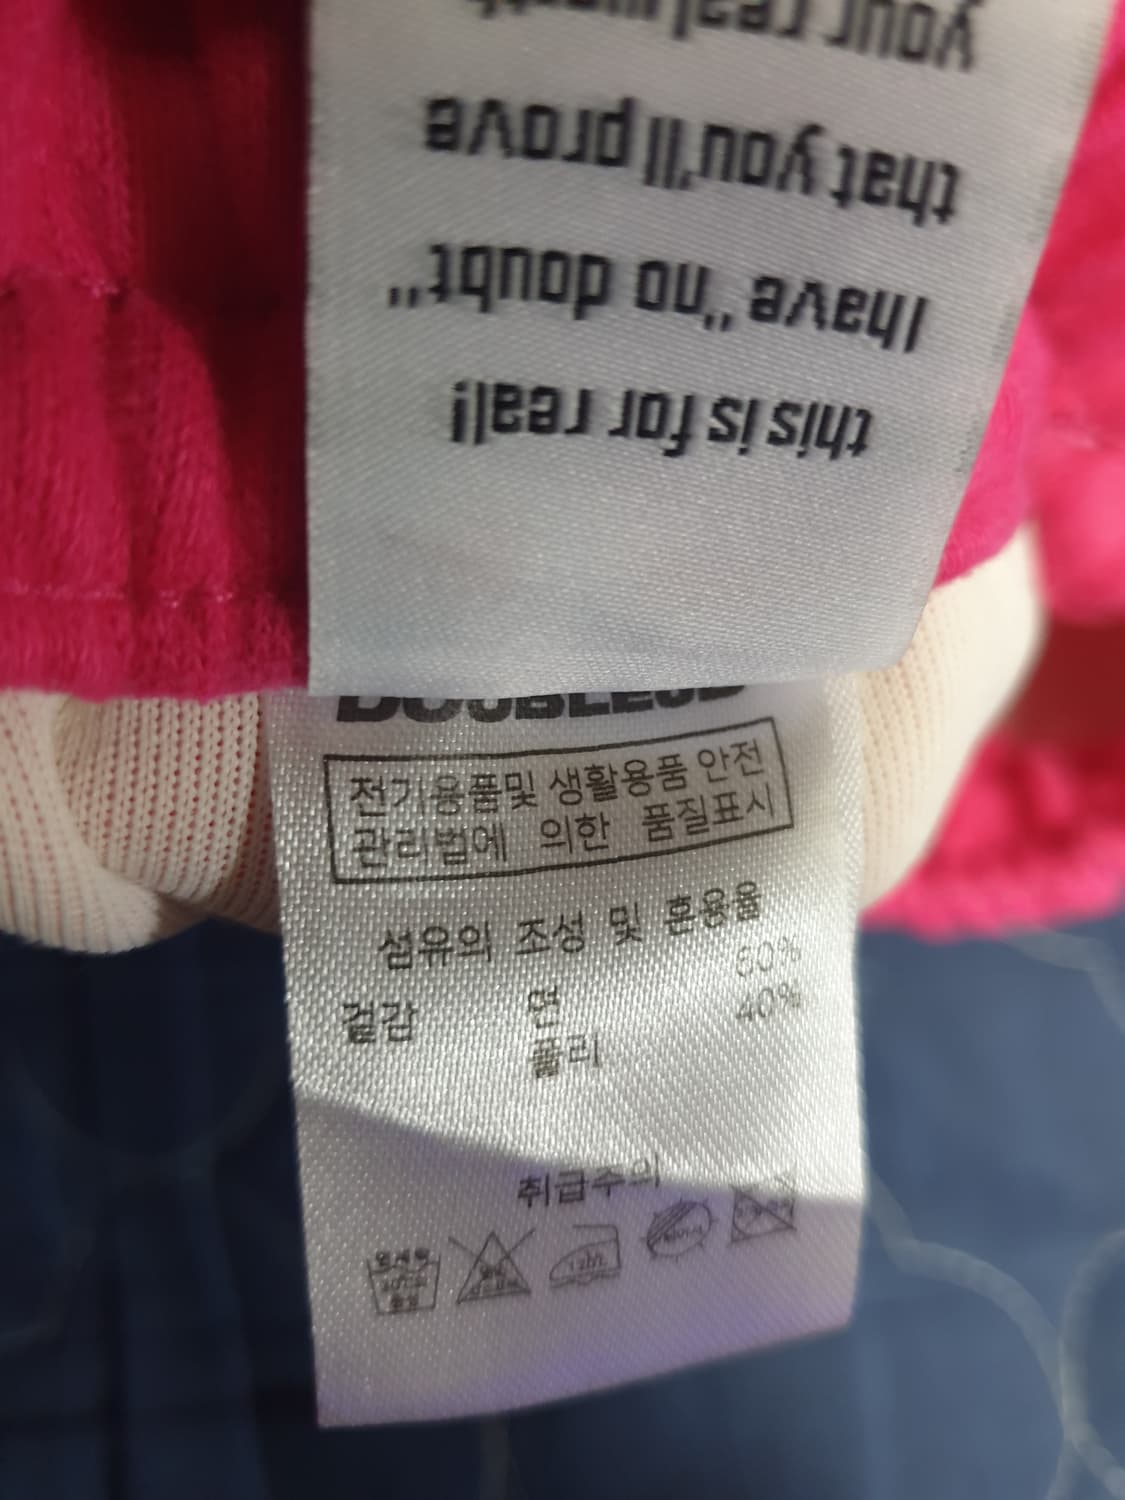 this is for real!
I have "no doubt"
that you'll prove
your real
DOUBLEJD
전기용품및 생활용품 안전
관리법에 의한 품질표시
섬유의 조성 및 혼용율
겉감 면 60%
폴리 40%
취급주의